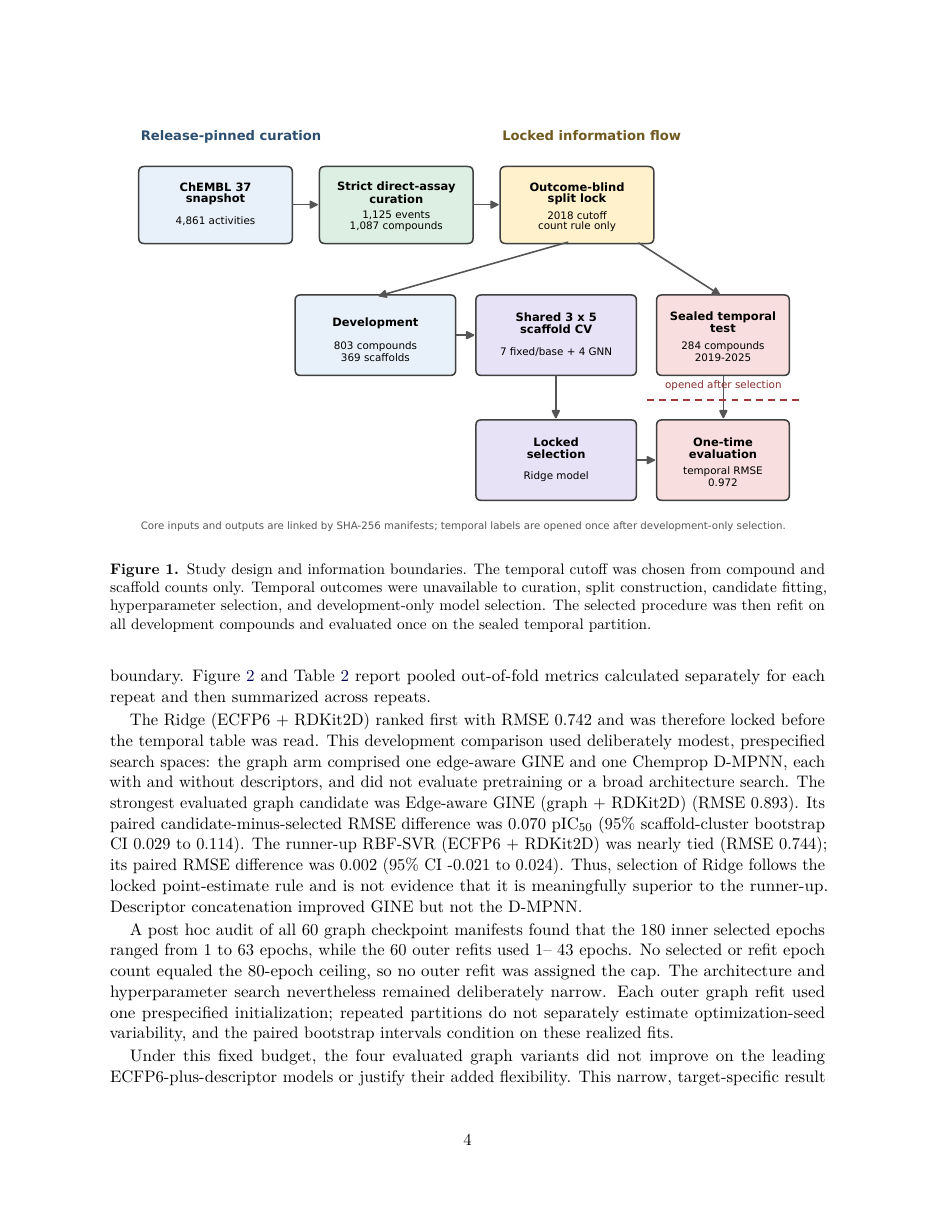 Release-pinned curation
Locked information flow
ChEMBL 37
snapshot
4,861 activities
Strict direct-assay
curation
1,125 events
1,087 compounds
Outcome-blind
split lock
2018 cutoff
count rule only
Development
803 compounds
369 scaffolds
Shared 3 x 5
scaffold CV
7 fixed/base + 4 GNN
Sealed temporal
test
284 compounds
2019-2025
opened after selection
Locked
selection
Ridge model
One-time
evaluation
temporal RMSE
0.972
Core inputs and outputs are linked by SHA-256 manifests; temporal labels are opened once after development-only selection.
Figure 1. Study design and information boundaries. The temporal cutoff was chosen from compound and
scaffold counts only. Temporal outcomes were unavailable to curation, split construction, candidate fitting,
hyperparameter selection, and development-only model selection. The selected procedure was then refit on
all development compounds and evaluated once on the sealed temporal partition.
boundary. Figure 2 and Table 2 report pooled out-of-fold metrics calculated separately for each
repeat and then summarized across repeats.
The Ridge (ECFP6 + RDKit2D) ranked first with RMSE 0.742 and was therefore locked before
the temporal table was read. This development comparison used deliberately modest, prespecified
search spaces: the graph arm comprised one edge-aware GINE and one Chemprop D-MPNN, each
with and without descriptors, and did not evaluate pretraining or a broad architecture search. The
strongest evaluated graph candidate was Edge-aware GINE (graph + RDKit2D) (RMSE 0.893). Its
paired candidate-minus-selected RMSE difference was 0.070 pIC50 (95% scaffold-cluster bootstrap
CI 0.029 to 0.114). The runner-up RBF-SVR (ECFP6 + RDKit2D) was nearly tied (RMSE 0.744);
its paired RMSE difference was 0.002 (95% CI -0.021 to 0.024). Thus, selection of Ridge follows the
locked point-estimate rule and is not evidence that it is meaningfully superior to the runner-up.
Descriptor concatenation improved GINE but not the D-MPNN.
A post hoc audit of all 60 graph checkpoint manifests found that the 180 inner selected epochs
ranged from 1 to 63 epochs, while the 60 outer refits used 1– 43 epochs. No selected or refit epoch
count equaled the 80-epoch ceiling, so no outer refit was assigned the cap. The architecture and
hyperparameter search nevertheless remained deliberately narrow. Each outer graph refit used
one prespecified initialization; repeated partitions do not separately estimate optimization-seed
variability, and the paired bootstrap intervals condition on these realized fits.
Under this fixed budget, the four evaluated graph variants did not improve on the leading
ECFP6-plus-descriptor models or justify their added flexibility. This narrow, target-specific result
4